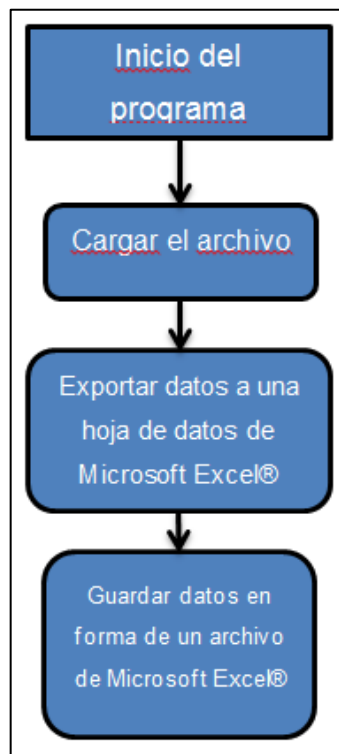 Inicio del
programa
Cargar el archivo
Exportar datos a una
hoja de datos de
Microsoft Excel®
Guardar datos en
forma de un archivo
de Microsoft Excel®